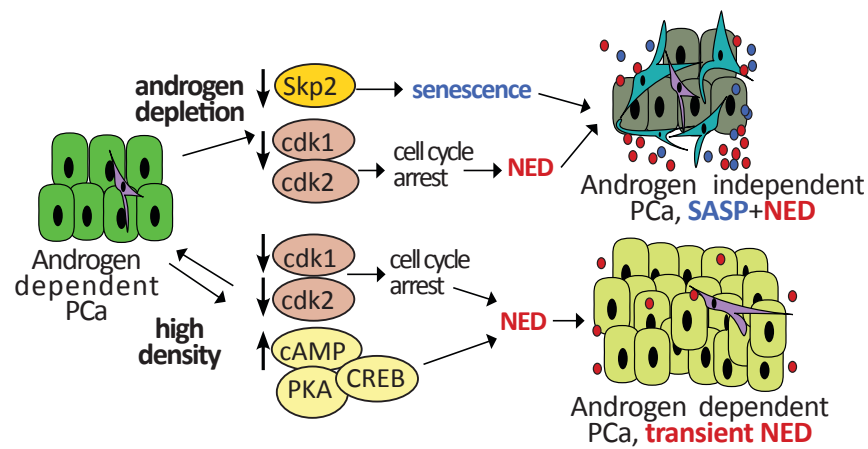 androgen
depletion
Skp2
senescence
cdk1
cdk2
cell cycle
arrest
NED
Androgen independent
PCa, SASP+NED
Androgen
dependent
PCa
high
density
cdk1
cdk2
cell cycle
arrest
cAMP
PKA
CREB
NED
Androgen dependent
PCa, transient NED